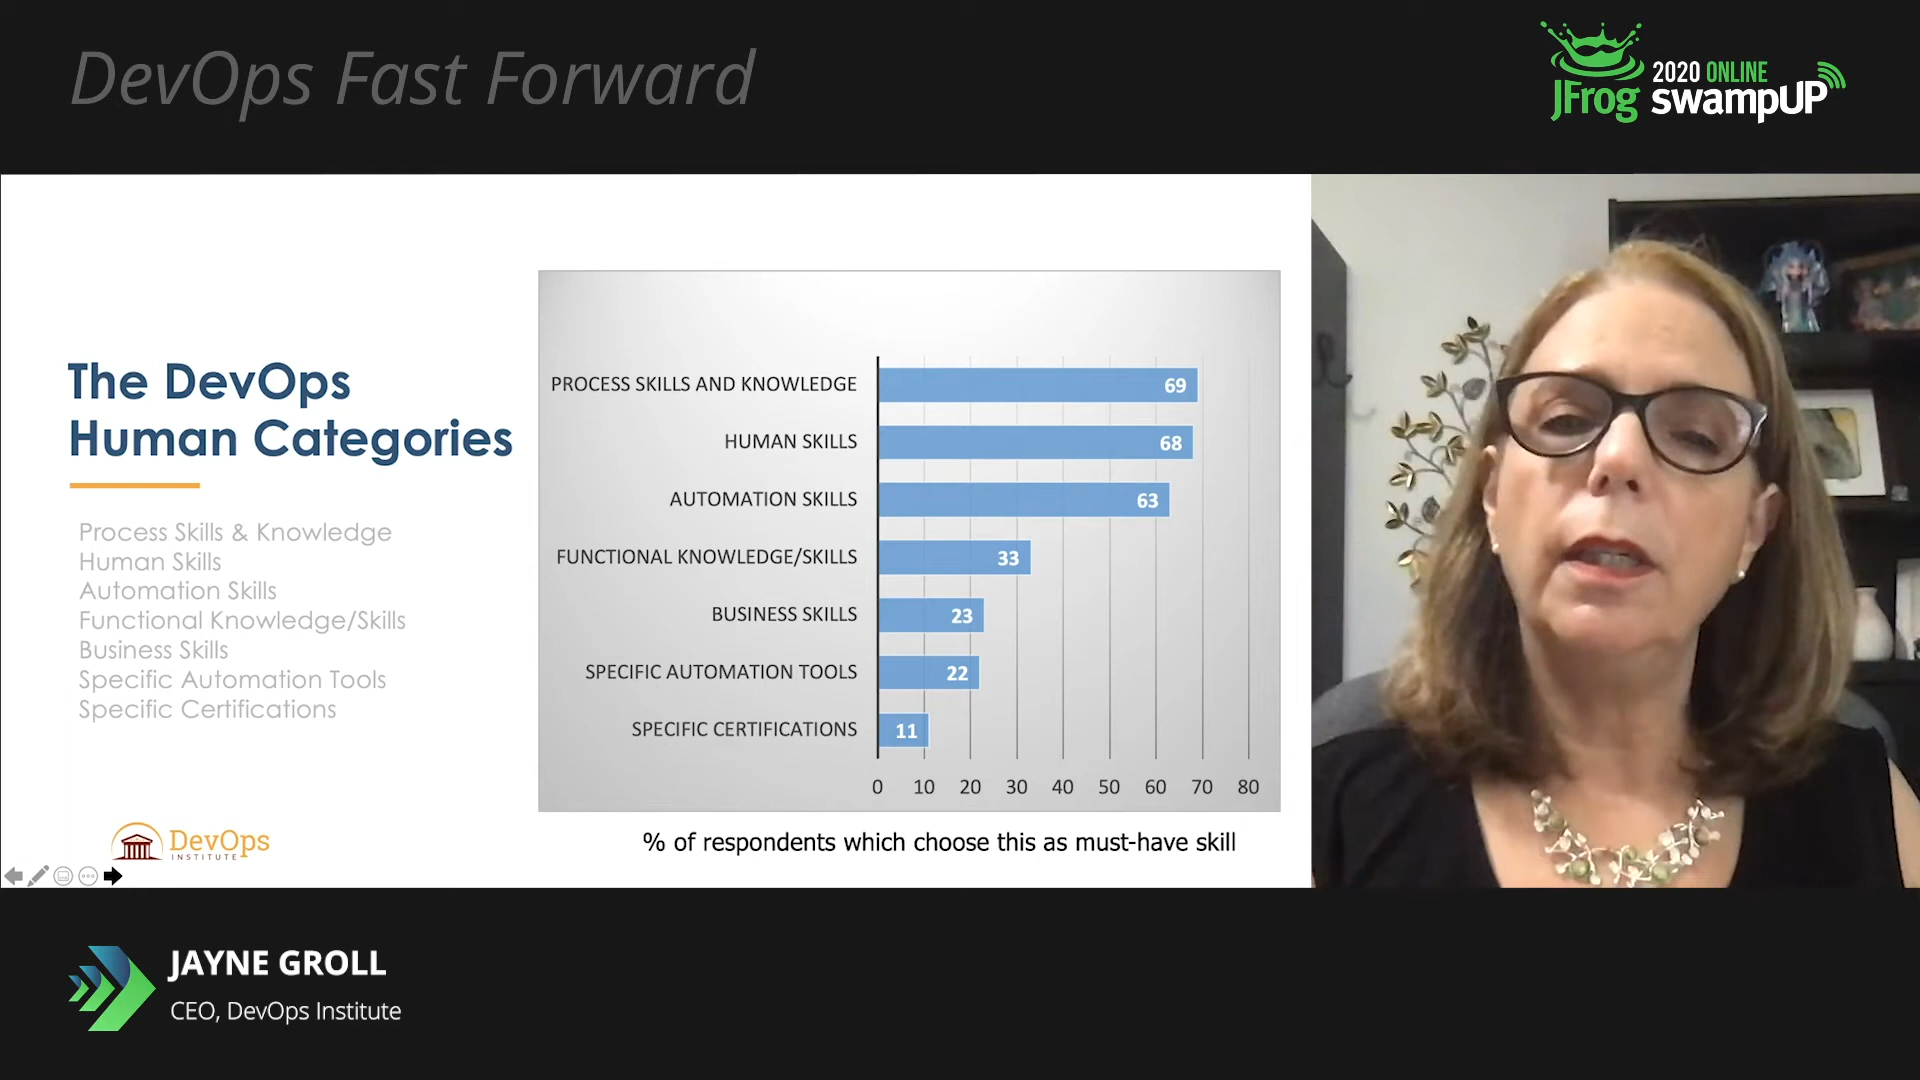 DevOps Fast Forward
2020 ONLINE
JFrog swampUP
The DevOps
Human Categories
Process Skills & Knowledge
Human Skills
Automation Skills
Functional Knowledge/Skills
Business Skills
Specific Automation Tools
Specific Certifications
DevOps
INSTITUTE
PROCESS SKILLS AND KNOWLEDGE 69
HUMAN SKILLS 68
AUTOMATION SKILLS 63
FUNCTIONAL KNOWLEDGE/SKILLS 33
BUSINESS SKILLS 23
SPECIFIC AUTOMATION TOOLS 22
SPECIFIC CERTIFICATIONS 11
0 10 20 30 40 50 60 70 80
% of respondents which choose this as must-have skill
JAYNE GROLL
CEO, DevOps Institute